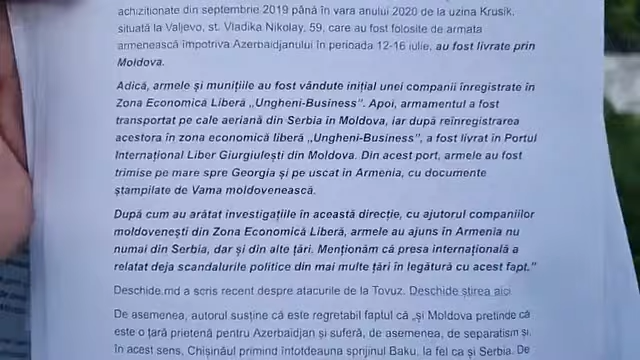 achiziționate din septembrie 2019 până în vara anului 2020 de la uzina Krusik,
situată la Valjevo, st. Vladika Nikolay, 59, care au fost folosite de armata
armenească împotriva Azerbaidjanului în perioada 12-16 iulie, au fost livrate prin
Moldova.
Adică, armele și munițiile au fost vândute inițial unei companii înregistrate în
Zona Economică Liberă „Ungheni-Business”. Apoi, armamentul a fost
transportat pe cale aeriană din Serbia în Moldova, iar după reînregistrarea
acestora în zona economică liberă „Ungheni-Business”, a fost livrat în Portul
Internațional Liber Giurgiulești din Moldova. Din acest port, armele au fost
trimise pe mare spre Georgia și pe uscat în Armenia, cu documente
ștampilate de Vama moldovenească.
După cum au arătat investigațiile în această direcție, cu ajutorul companiilor
moldovenești din Zona Economică Liberă, armele au ajuns în Armenia nu
numai din Serbia, dar și din alte țări. Menționăm că presa internațională a
relatat deja scandalurile politice din mai multe țări în legătură cu acest fapt.”
Deschide.md a scris recent despre atacurile de la Tovuz. Deschide știrea aici
De asemenea, autorul susține că este regretabil faptul că „și Moldova pretinde că
este o țară prietenă pentru Azerbaidjan și suferă, de asemenea, de separatism și,
în acest sens, Chișinăul primind întotdeauna sprijinul Baku, la fel ca și Serbia. De